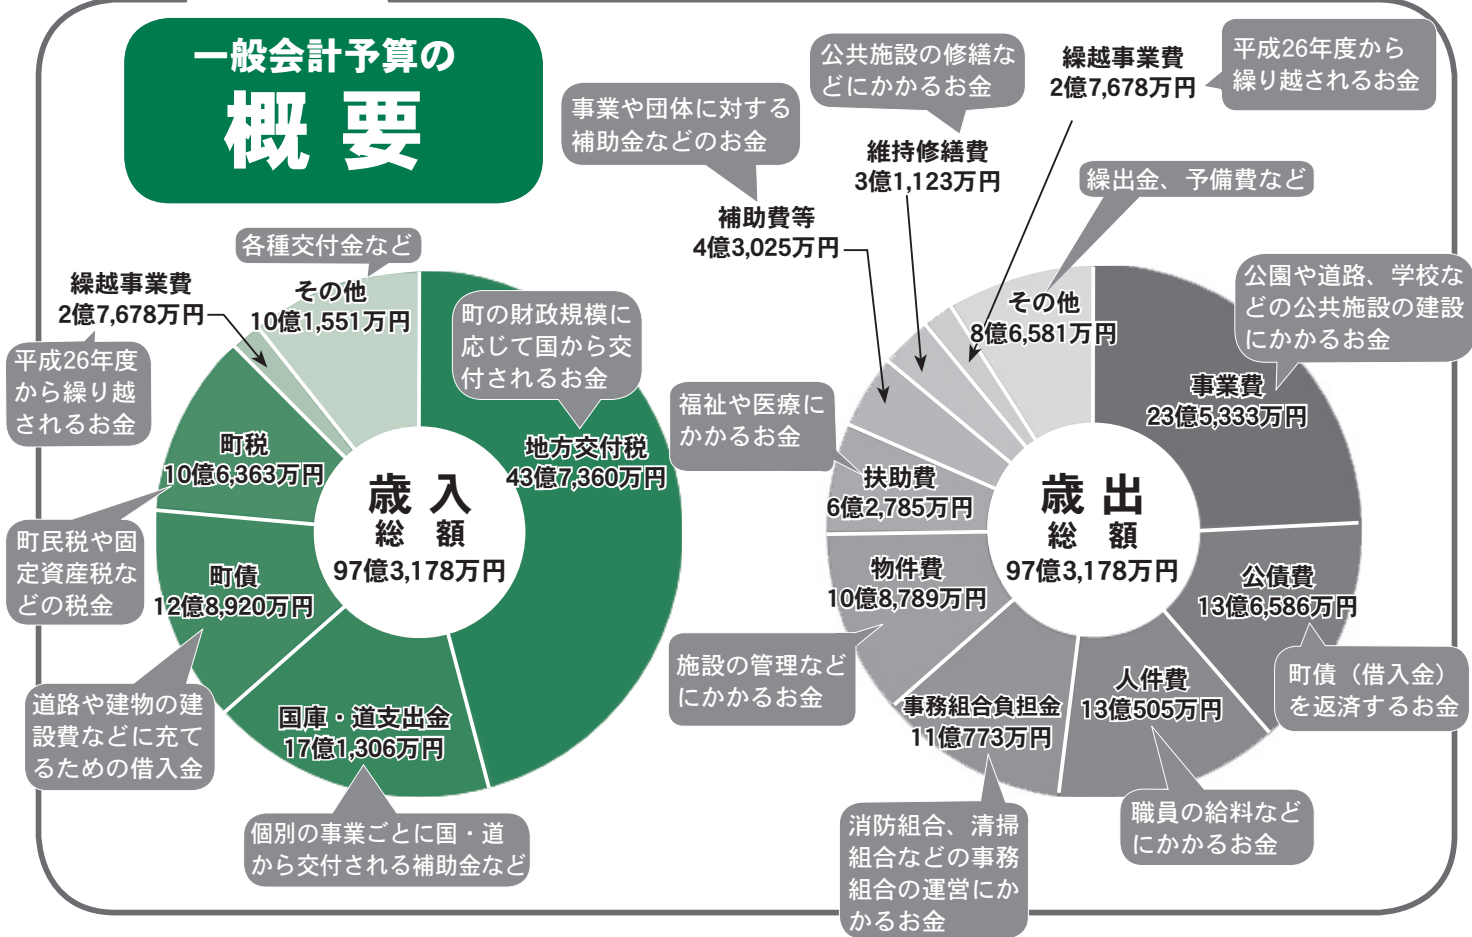 一般会計予算の
概要
各種交付金など
繰越事業費
2億7,678万円
平成26年度
から繰り越
されるお金
その他
10億1,551万円
町の財政規模に
応じて国から交
付されるお金
地方交付税
43億7,360万円
町税
10億6,363万円
町民税や固
定資産税な
どの税金
歳入
総額
97億3,178万円
町債
12億8,920万円
道路や建物の建
設費などに充て
るための借入金
国庫・道支出金
17億1,306万円
個別の事業ごとに国・道
から交付される補助金など
事業や団体に対する
補助金などのお金
補助費等
4億3,025万円
公共施設の修繕な
どにかかるお金
維持修繕費
3億1,123万円
繰越事業費
2億7,678万円
平成26年度から
繰り越されるお金
繰出金、予備費など
その他
8億6,581万円
公園や道路、学校な
どの公共施設の建設
にかかるお金
事業費
23億5,333万円
福祉や医療に
かかるお金
扶助費
6億2,785万円
歳出
総額
97億3,178万円
物件費
10億8,789万円
施設の管理など
にかかるお金
公債費
13億6,586万円
町債（借入金）
を返済するお金
人件費
13億505万円
職員の給料など
にかかるお金
事務組合負担金
11億773万円
消防組合、清掃
組合などの事務
組合の運営にか
かるお金